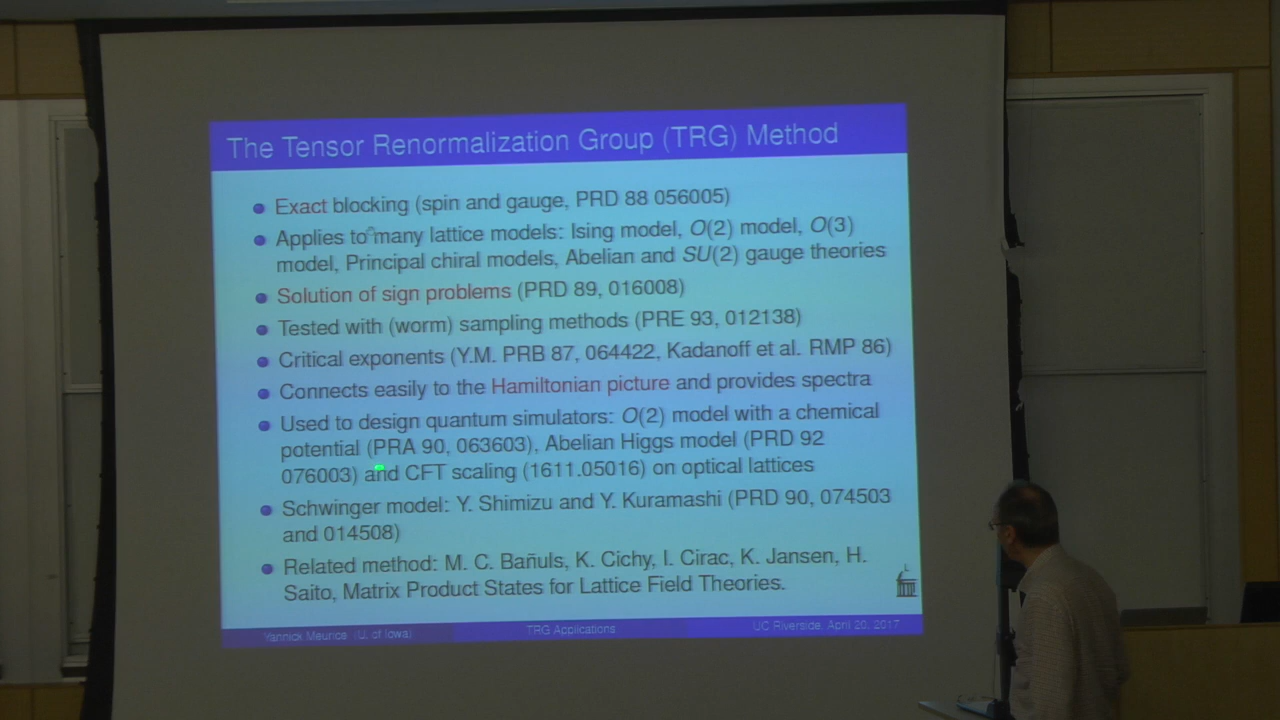 The Tensor Renormalization Group (TRG) Method
Exact blocking (spin and gauge, PRD 88 056005)
Applies to many lattice models: Ising model, O(2) model, O(3)
model, Principal chiral models, Abelian and SU(2) gauge theories
Solution of sign problems (PRD 89, 016008)
Tested with (worm) sampling methods (PRE 93, 012138)
Critical exponents (Y.M. PRB 87, 064422, Kadanoff et al. RMP 86)
Connects easily to the Hamiltonian picture and provides spectra
Used to design quantum simulators: O(2) model with a chemical
potential (PRA 90, 063603), Abelian Higgs model (PRD 92
076003) and CFT scaling (1611.05016) on optical lattices
Schwinger model: Y. Shimizu and Y. Kuramashi (PRD 90, 074503
and 014508)
Related method: M. C. Bañuls, K. Cichy, I. Cirac, K. Jansen, H.
Saito, Matrix Product States for Lattice Field Theories.
Yannick Meurice (U. of Iowa)
TRG Applications
UC Riverside, April 20, 2017